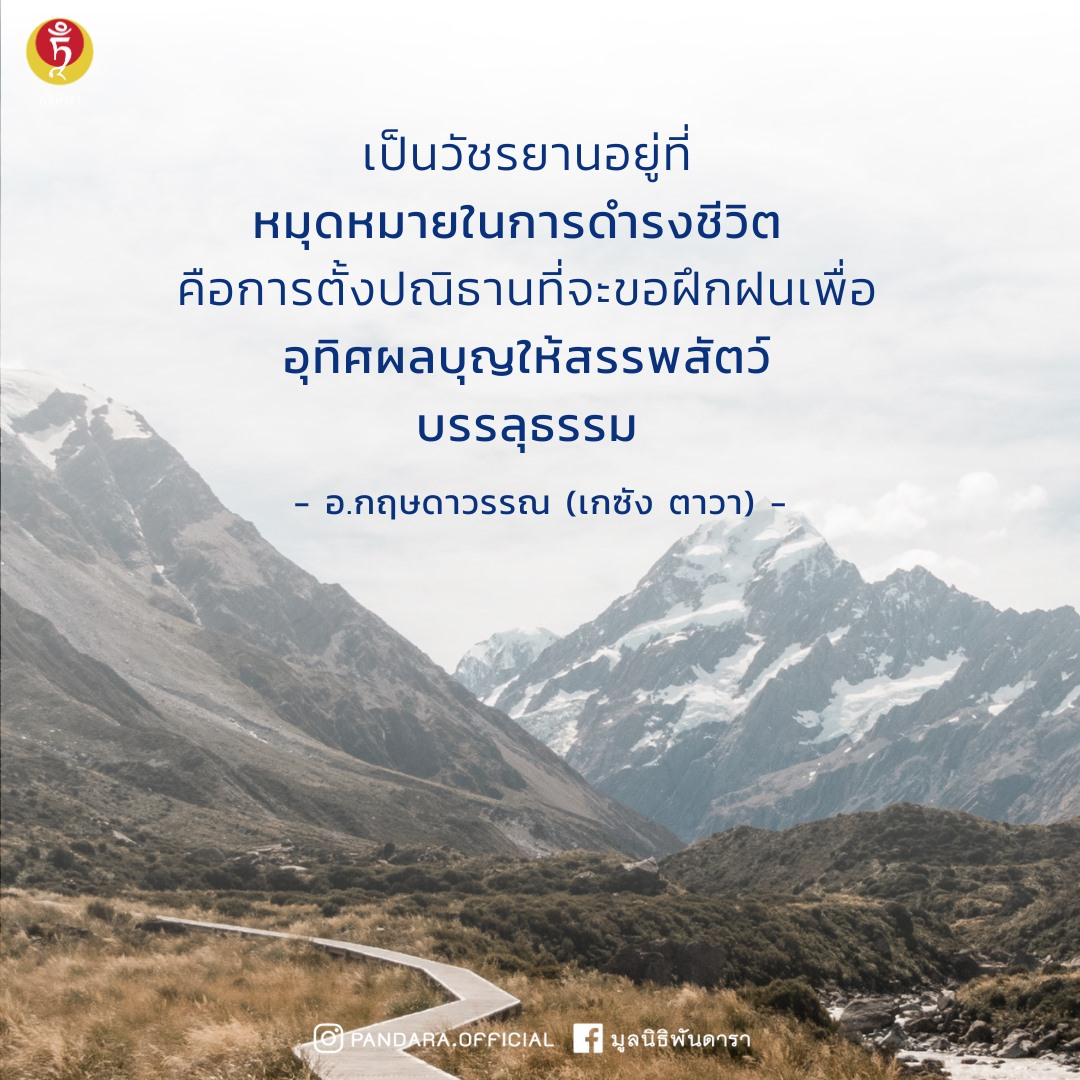 เป็นวัชรยานอยู่ที่
หมุดหมายในการดำรงชีวิต
คือการตั้งปณิธานที่จะขอฝึกฝนเพื่อ
อุทิศผลบุญให้สรรพสัตว์
บรรลุธรรม
- อ.กฤษดาวรรณ (เกซัง ตาวา) -
PANDARA.OFFICIAL มูลนิธิพันดารา